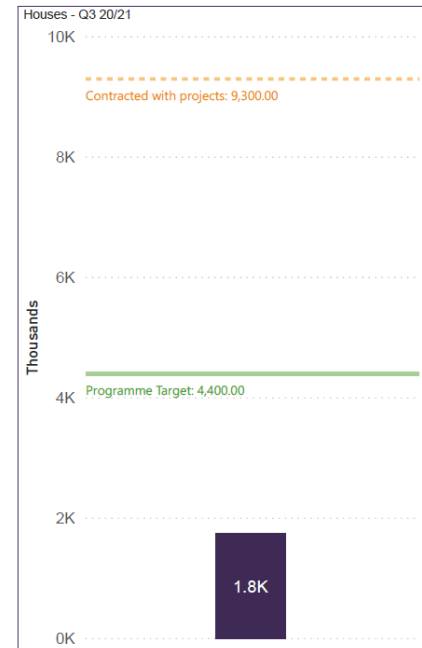 Houses - Q3 20/21
10K
Contracted with projects: 9,300.00
8K
6K
Thousands
Programme Target: 4,400.00
4K
2K
1.8K
0K